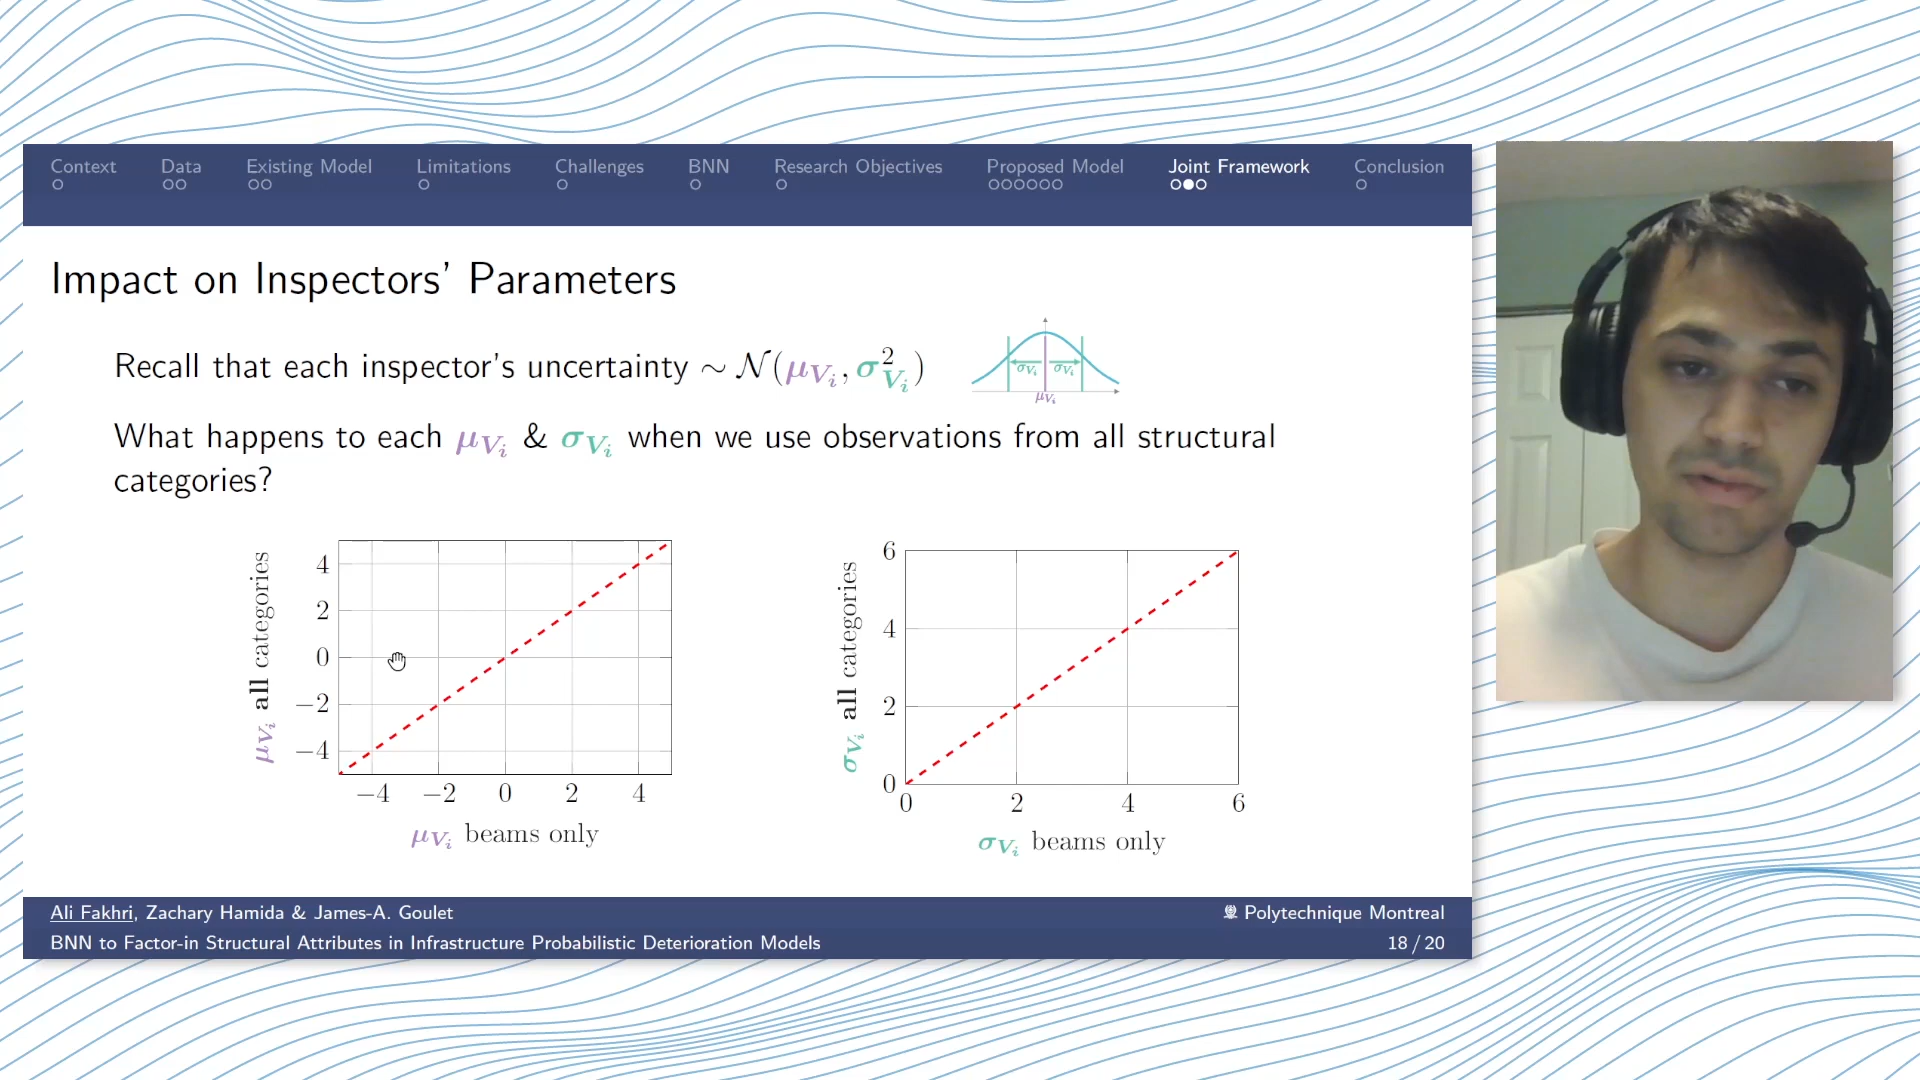 Context Data Existing Model Limitations Challenges BNN Research Objectives Proposed Model Joint Framework Conclusion
Impact on Inspectors' Parameters
Recall that each inspector's uncertainty ∼ 𝒩(μ_{V_i}, σ²_{V_i})
σ_{V_i} σ_{V_i}
μ_{V_i}
What happens to each μ_{V_i} & σ_{V_i} when we use observations from all structural
categories?
μ_{V_i} all categories
4
2
0
−2
−4
−4 −2 0 2 4
μ_{V_i} beams only
σ_{V_i} all categories
6
4
2
0
0 2 4 6
σ_{V_i} beams only
Ali Fakhri, Zachary Hamida & James-A. Goulet Polytechnique Montreal
BNN to Factor-in Structural Attributes in Infrastructure Probabilistic Deterioration Models 18 / 20